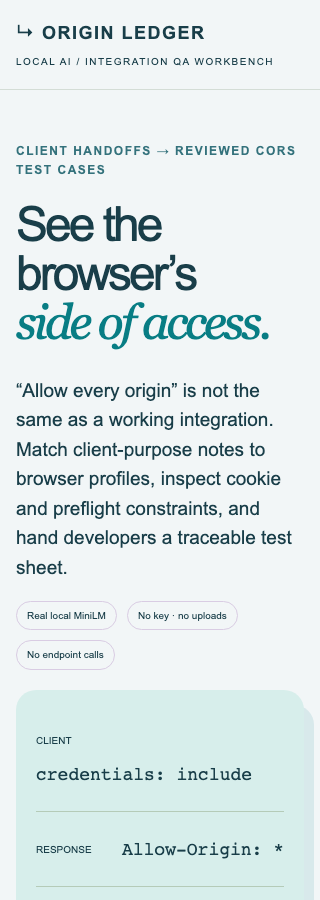 ↳ ORIGIN LEDGER
LOCAL AI / INTEGRATION QA WORKBENCH
CLIENT HANDOFFS → REVIEWED CORS
TEST CASES
See the
browser’s
side of access.
“Allow every origin” is not the
same as a working integration.
Match client-purpose notes to
browser profiles, inspect cookie
and preflight constraints, and
hand developers a traceable test
sheet.
Real local MiniLM
No key · no uploads
No endpoint calls
CLIENT
credentials: include
RESPONSE Allow-Origin: *